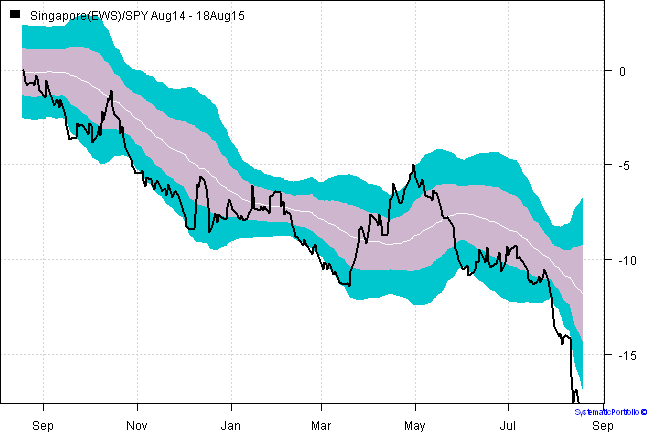 Singapore(EWS)/SPY Aug14 - 18Aug15
0
-5
-10
-15
Sep Nov Jan Mar May Jul Sep
SystematicPortfolio ©